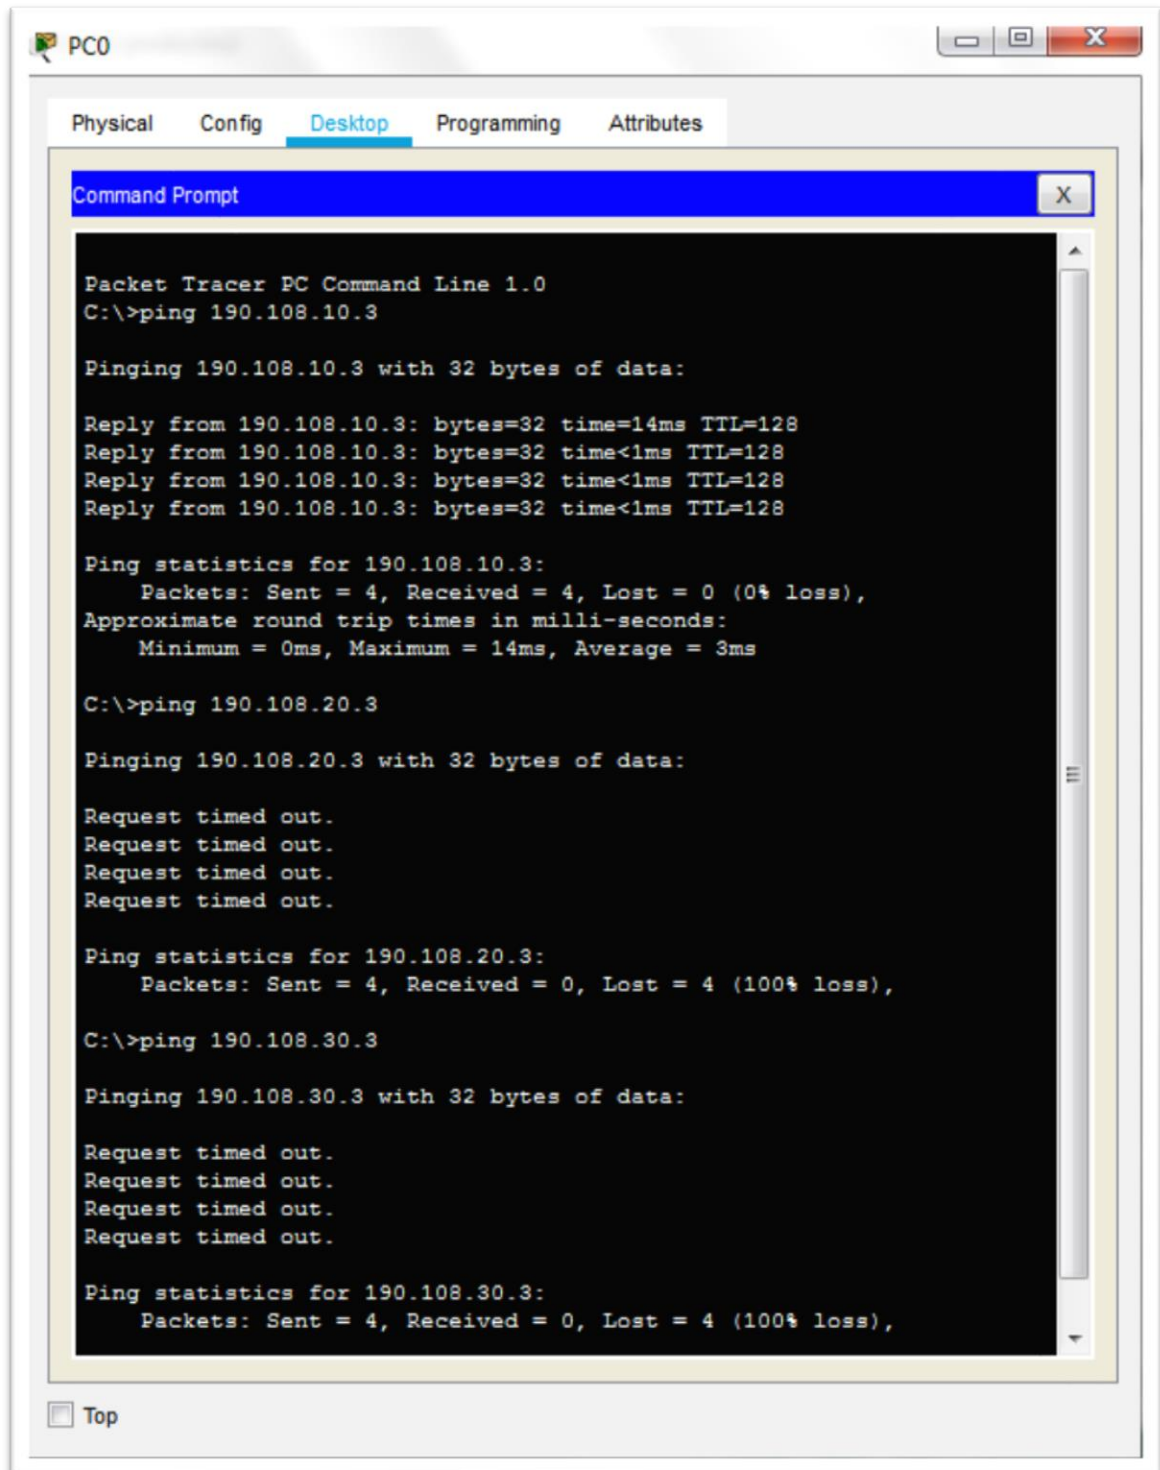 PC0
X
Physical Config Desktop Programming Attributes
Command Prompt
X
Packet Tracer PC Command Line 1.0
C:\>ping 190.108.10.3
Pinging 190.108.10.3 with 32 bytes of data:
Reply from 190.108.10.3: bytes=32 time=14ms TTL=128
Reply from 190.108.10.3: bytes=32 time<1ms TTL=128
Reply from 190.108.10.3: bytes=32 time<1ms TTL=128
Reply from 190.108.10.3: bytes=32 time<1ms TTL=128
Ping statistics for 190.108.10.3:
Packets: Sent = 4, Received = 4, Lost = 0 (0% loss),
Approximate round trip times in milli-seconds:
Minimum = 0ms, Maximum = 14ms, Average = 3ms
C:\>ping 190.108.20.3
Pinging 190.108.20.3 with 32 bytes of data:
Request timed out.
Request timed out.
Request timed out.
Request timed out.
Ping statistics for 190.108.20.3:
Packets: Sent = 4, Received = 0, Lost = 4 (100% loss),
C:\>ping 190.108.30.3
Pinging 190.108.30.3 with 32 bytes of data:
Request timed out.
Request timed out.
Request timed out.
Request timed out.
Ping statistics for 190.108.30.3:
Packets: Sent = 4, Received = 0, Lost = 4 (100% loss),
Top